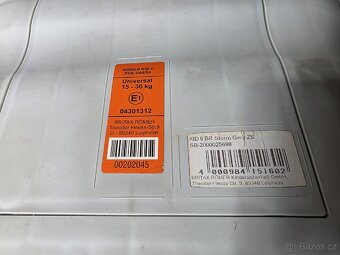 RÖMER KID II
ECE R44/04
Universal
15 - 36 kg
E1
04301312
BRITAX RÖMER
Theodor-Heuss-Str.9
D - 89340 Leipheim
00202045
KID II BR Storm Grey ZS
SB-2000025698
4 000984 151602
BRITAX RÖMER Kindersicherheit GmbH
Theodor-Heuss-Str. 9, 89340 Leipheim
Bazoš.cz